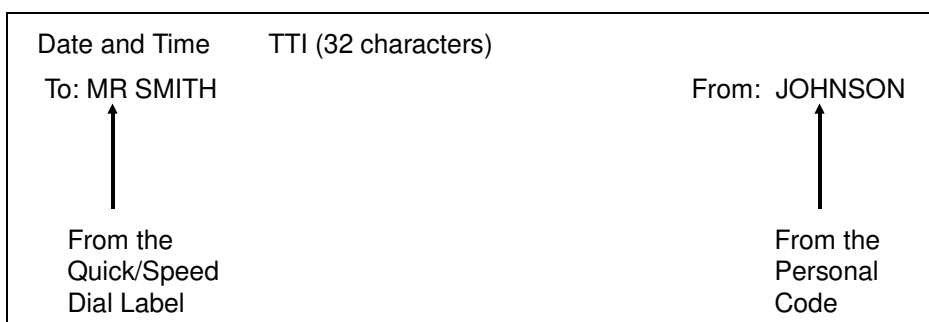 Date and Time TTI (32 characters)
To: MR SMITH From: JOHNSON
From the
Quick/Speed
Dial Label
From the
Personal
Code